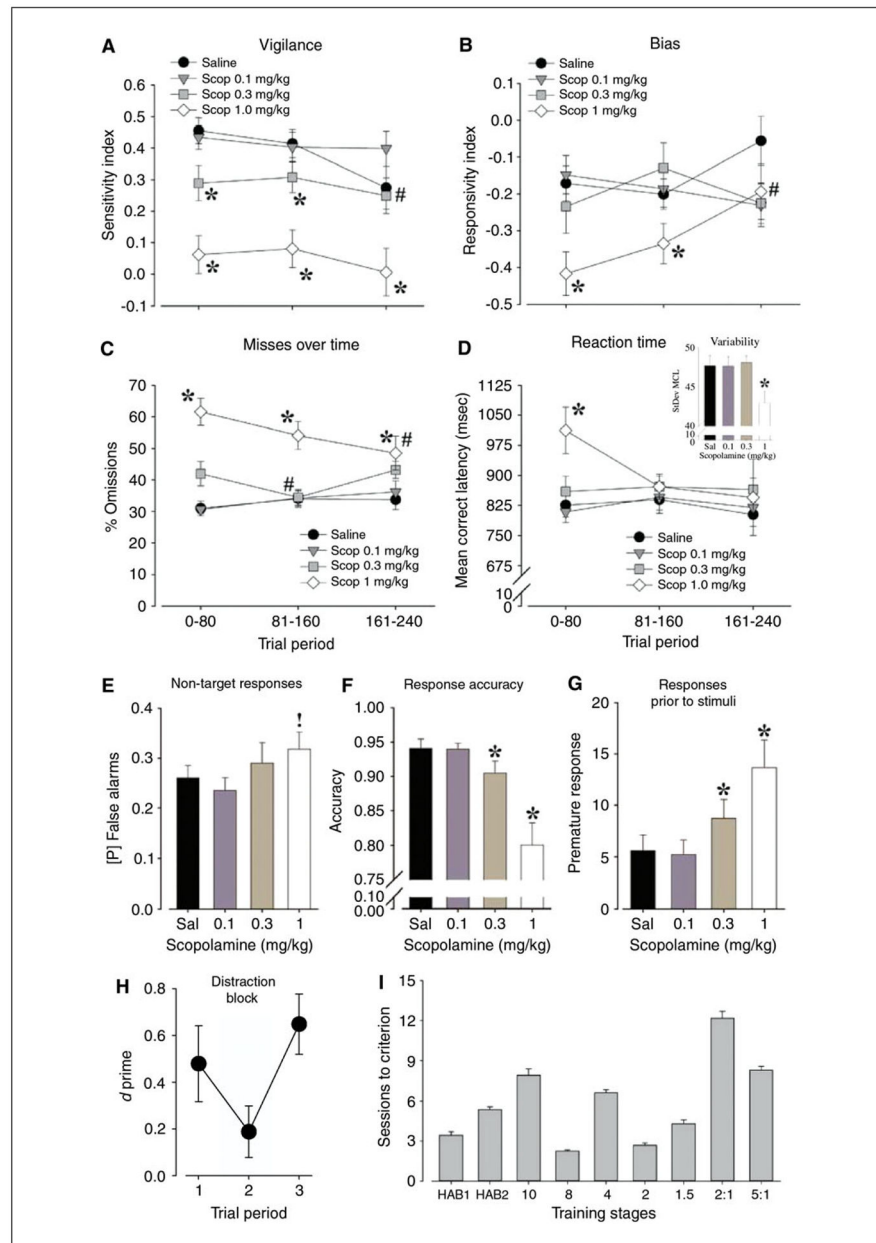 A
Vigilance
Saline
Scop 0.1 mg/kg
Scop 0.3 mg/kg
Scop 1.0 mg/kg
Sensitivity index
0.6
0.5
0.4
0.3
0.2
0.1
0.0
-0.1
*
*
#
*
*
*
B
Bias
Saline
Scop 0.1 mg/kg
Scop 0.3 mg/kg
Scop 1 mg/kg
Responsivity index
0.1
0.0
-0.1
-0.2
-0.3
-0.4
-0.5
*
*
#
C
Misses over time
% Omissions
70
60
50
40
30
20
10
0
*
*
* #
#
Saline
Scop 0.1 mg/kg
Scop 0.3 mg/kg
Scop 1 mg/kg
0-80 81-160 161-240
Trial period
D
Reaction time
Mean correct latency (msec)
1125
1050
975
900
825
750
675
10
0
*
Variability
StDev MCL
50
45
40
10
0
*
Sal 0.1 0.3 1
Scopolamine (mg/kg)
Saline
Scop 0.1 mg/kg
Scop 0.3 mg/kg
Scop 1.0 mg/kg
0-80 81-160 161-240
Trial period
E
Non-target responses
[P] False alarms
0.4
0.3
0.2
0.1
0.0
!
Sal 0.1 0.3 1
Scopolamine (mg/kg)
F
Response accuracy
Accuracy
1.00
0.95
0.90
0.85
0.80
0.75
0.10
0.00
*
*
Sal 0.1 0.3 1
Scopolamine (mg/kg)
G
Responses
prior to stimuli
Premature response
20
15
10
5
0
*
*
Sal 0.1 0.3 1
Scopolamine (mg/kg)
H
Distraction
block
d prime
0.8
0.6
0.4
0.2
0.0
1 2 3
Trial period
I
Sessions to criterion
15
12
9
6
3
0
HAB1 HAB2 10 8 4 2 1.5 2:1 5:1
Training stages